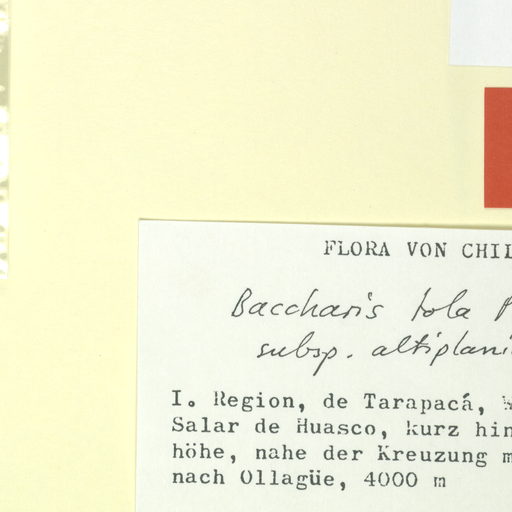 FLORA VON CHIL
Baccharis tola P
subsp. altiplani
I. Region, de Tarapacá, W
Salar de Huasco, kurz hin
höhe, nahe der Kreuzung m
nach Ollagüe, 4000 m